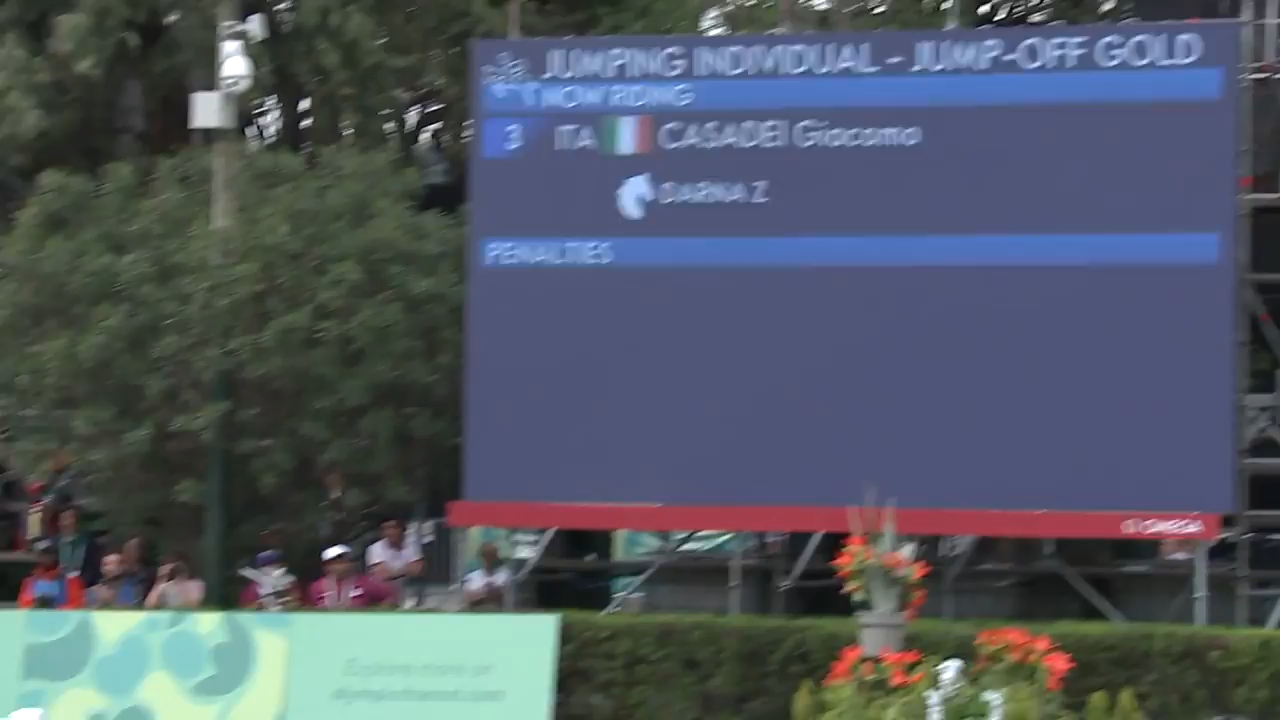 JUMPING INDIVIDUAL - JUMP-OFF GOLD
NOW RIDING
3 ITA CASADEI Giacomo
DARNA Z
PENALTIES
OMEGA